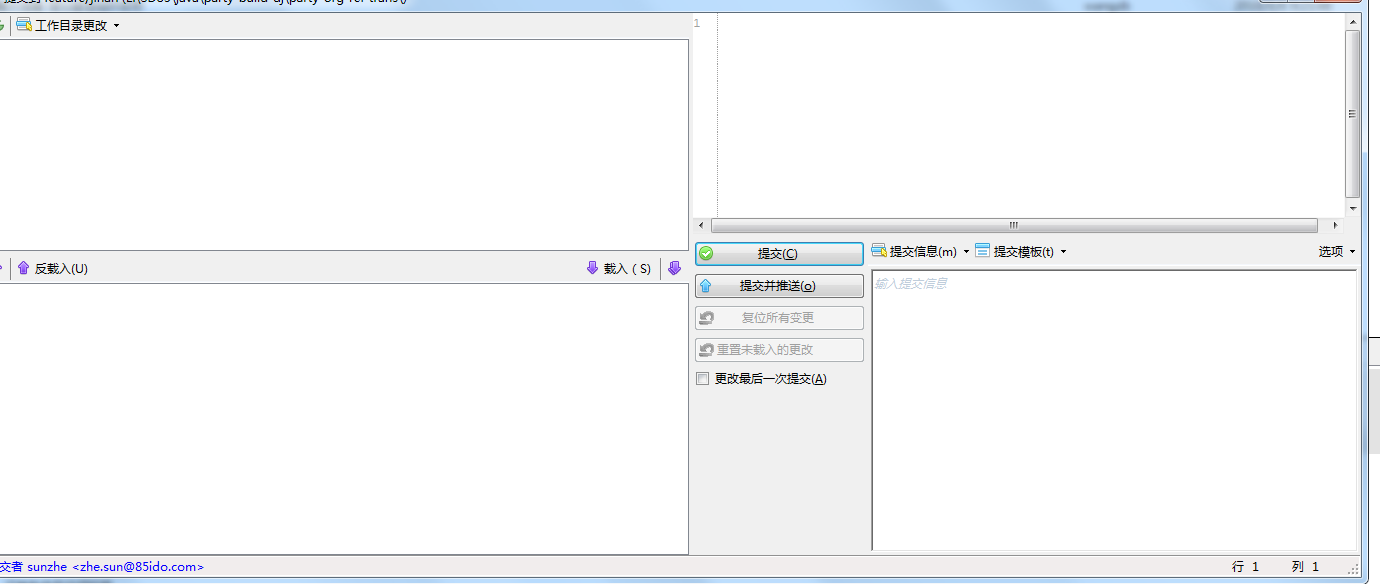 工作目录更改
1
反载入(U)
载入 ( S)
提交(C)
提交信息(m)
提交模板(t)
选项
提交并推送(o)
输入提交信息
复位所有变更
重置未载入的更改
更改最后一次提交(A)
交者 sunzhe <zhe.sun@85ido.com>
行 1
列 1